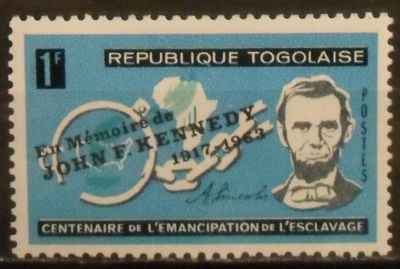 1F
REPUBLIQUE TOGOLAISE
En Mémoire de
JOHN F. KENNEDY
1917-1963
POSTES
A. Lincoln
CENTENAIRE DE L'EMANCIPATION DE L'ESCLAVAGE